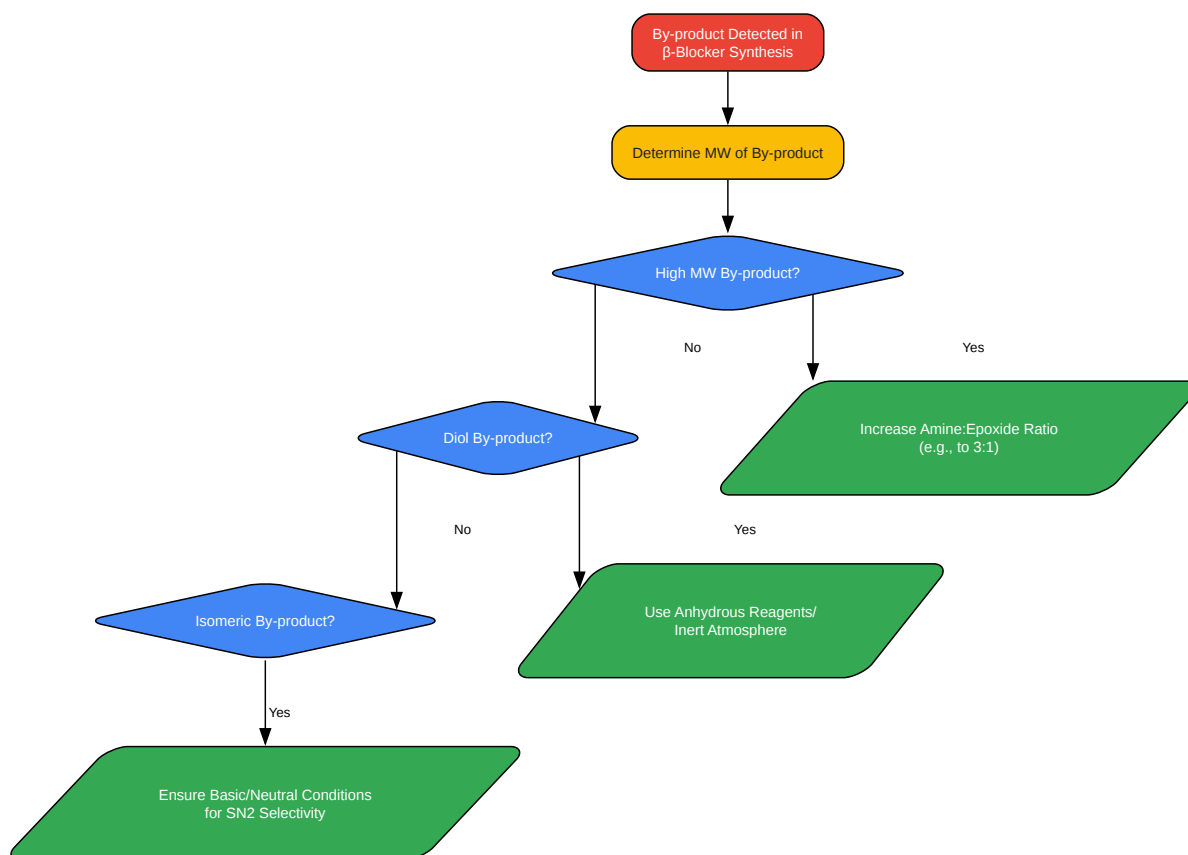 By-product Detected in
β-Blocker Synthesis
Determine MW of By-product
High MW By-product?
No
Yes
Increase Amine:Epoxide Ratio
(e.g., to 3:1)
Diol By-product?
No
Yes
Use Anhydrous Reagents/
Inert Atmosphere
Isomeric By-product?
Yes
Ensure Basic/Neutral Conditions
for SN2 Selectivity